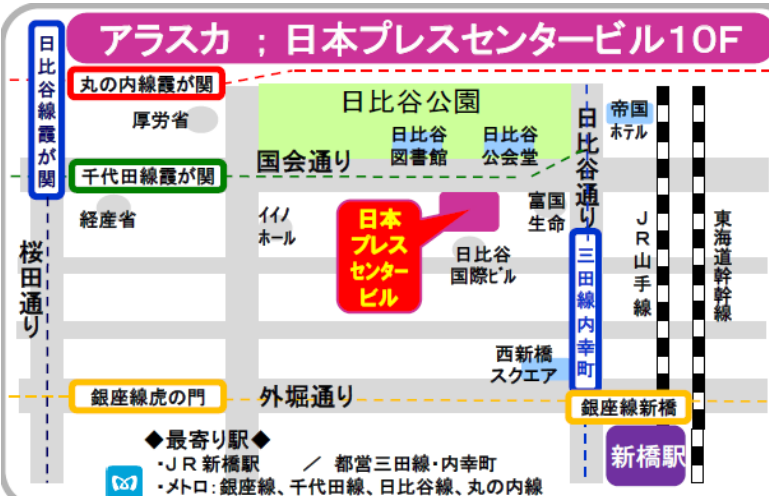 アラスカ ; 日本プレスセンタービル10F
日比谷線霞が関
丸の内線霞が関
厚労省
日比谷公園
日比谷
図書館
日比谷
公会堂
日比谷通り
帝国
ホテル
国会通り
千代田線霞が関
経産省
イイノ
ホール
日本
プレス
センター
ビル
富国
生命
日比谷
国際ビル
桜田通り
三田線内幸町
JR山手線
東海道幹幹線
西新橋
スクエア
銀座線虎の門
外堀通り
銀座線新橋
新橋駅
◆最寄り駅◆
・JR新橋駅 / 都営三田線・内幸町
・メトロ:銀座線、千代田線、日比谷線、丸の内線